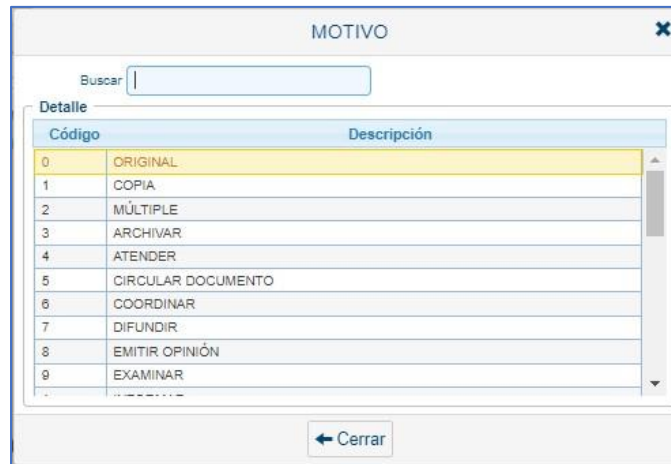 MOTIVO
Buscar
Detalle
Código Descripción
0 ORIGINAL
1 COPIA
2 MÚLTIPLE
3 ARCHIVAR
4 ATENDER
5 CIRCULAR DOCUMENTO
6 COORDINAR
7 DIFUNDIR
8 EMITIR OPINIÓN
9 EXAMINAR
Cerrar